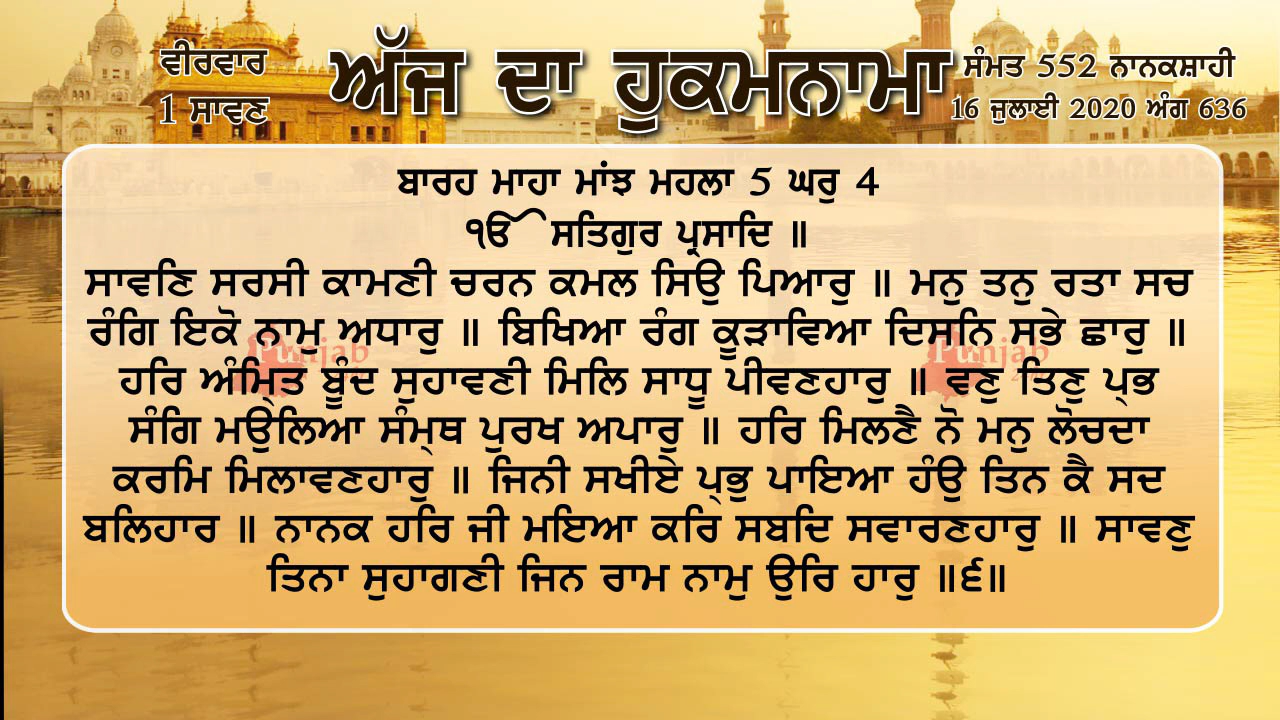 ਵੀਰਵਾਰ
1 ਸਾਵਣ
ਅੱਜ ਦਾ ਹੁਕਮਨਾਮਾ
ਸੰਮਤ 552 ਨਾਨਕਸ਼ਾਹੀ
16 ਜੁਲਾਈ 2020 ਅੰਗ 636
ਬਾਰਹ ਮਾਹਾ ਮਾਂਝ ਮਹਲਾ 5 ਘਰੁ 4
ੴ ਸਤਿਗੁਰ ਪ੍ਰਸਾਦਿ ॥
ਸਾਵਣਿ ਸਰਸੀ ਕਾਮਣੀ ਚਰਨ ਕਮਲ ਸਿਉ ਪਿਆਰੁ ॥ ਮਨੁ ਤਨੁ ਰਤਾ ਸਚ
ਰੰਗਿ ਇਕੋ ਨਾਮੁ ਅਧਾਰੁ ॥ ਬਿਖਿਆ ਰੰਗ ਕੂੜਾਵਿਆ ਦਿਸਨਿ ਸਭੇ ਛਾਰੁ ॥
ਹਰਿ ਅੰਮ੍ਰਿਤ ਬੂੰਦ ਸੁਹਾਵਣੀ ਮਿਲਿ ਸਾਧੂ ਪੀਵਣਹਾਰੁ ॥ ਵਣੁ ਤਿਣੁ ਪ੍ਰਭ
ਸੰਗਿ ਮਉਲਿਆ ਸੰਮ੍ਰਥ ਪੁਰਖ ਅਪਾਰੁ ॥ ਹਰਿ ਮਿਲਣੈ ਨੋ ਮਨੁ ਲੋਚਦਾ
ਕਰਮਿ ਮਿਲਾਵਣਹਾਰੁ ॥ ਜਿਨੀ ਸਖੀਏ ਪ੍ਰਭੁ ਪਾਇਆ ਹੰਉ ਤਿਨ ਕੈ ਸਦ
ਬਲਿਹਾਰ ॥ ਨਾਨਕ ਹਰਿ ਜੀ ਮਇਆ ਕਰਿ ਸਬਦਿ ਸਵਾਰਣਹਾਰੁ ॥ ਸਾਵਣੁ
ਤਿਨਾ ਸੁਹਾਗਣੀ ਜਿਨ ਰਾਮ ਨਾਮੁ ਉਰਿ ਹਾਰੁ ॥੬॥
Punjab
Punjab